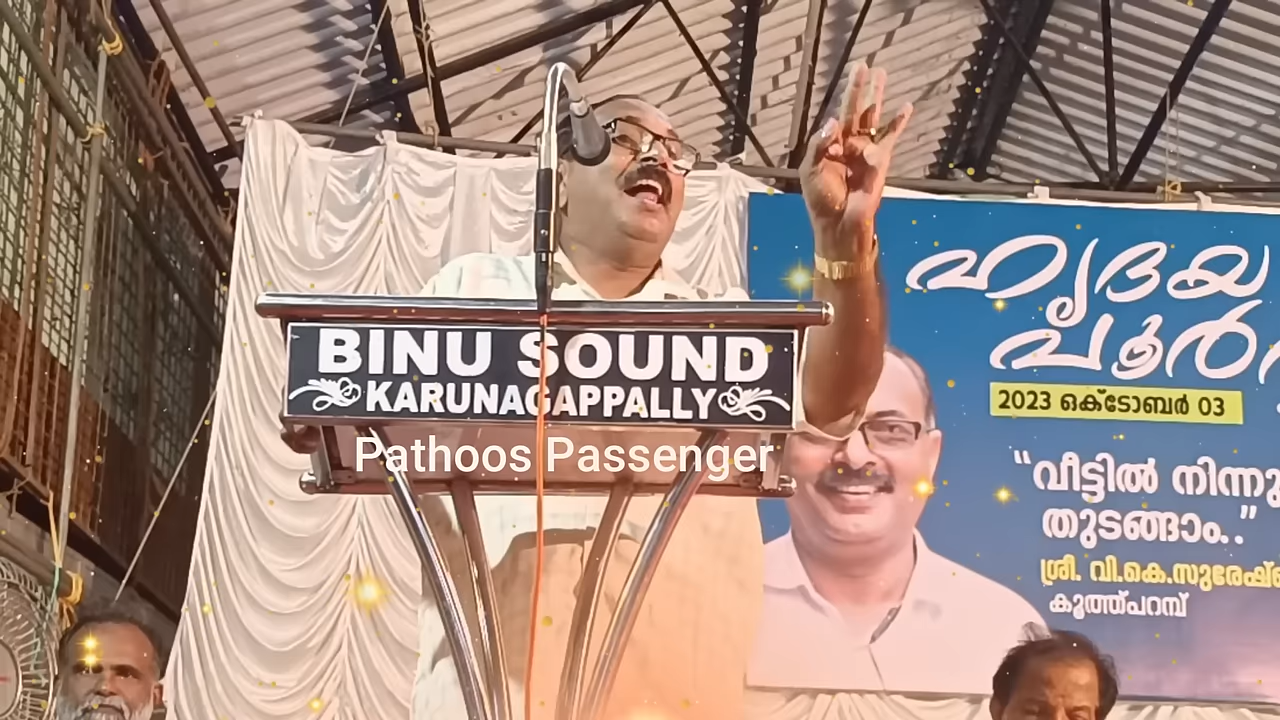 BINU SOUND
KARUNAGAPPALLY
Pathoos Passenger
ഹൃദയ
2023 ഒക്ടോബർ 03
“വീട്ടിൽ
തുടങ്ങാം..”
ശ്രീ. വി.കെ.സുരേഷ്
കൂത്ത്പറമ്പ്